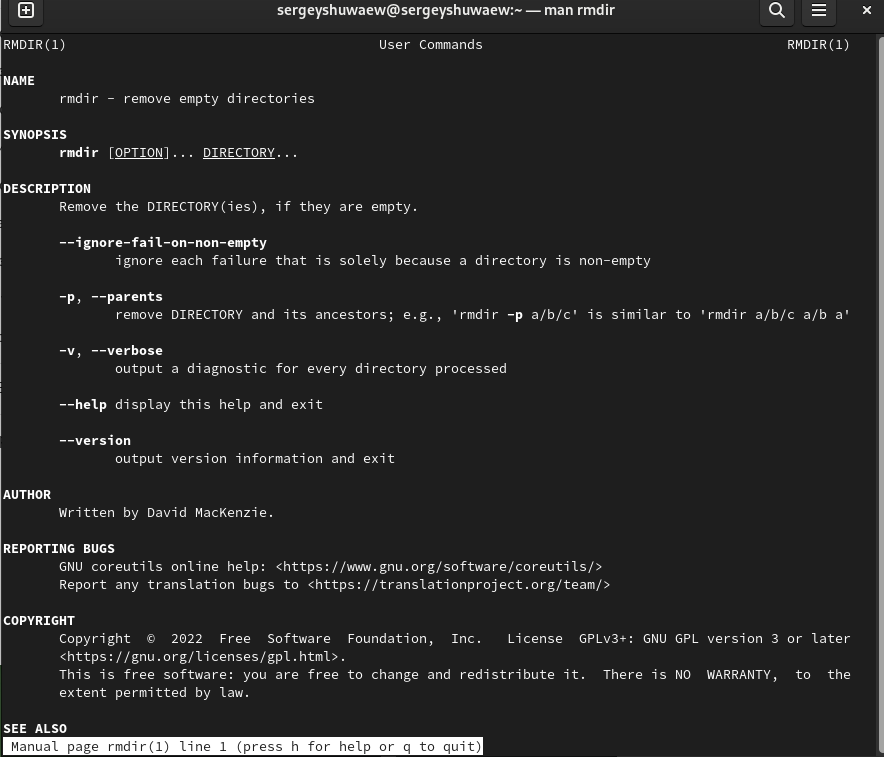 sergeyshuwaew@sergeyshuwaew:~ — man rmdir
RMDIR(1) User Commands RMDIR(1)
NAME
rmdir - remove empty directories
SYNOPSIS
rmdir [OPTION]... DIRECTORY...
DESCRIPTION
Remove the DIRECTORY(ies), if they are empty.
--ignore-fail-on-non-empty
ignore each failure that is solely because a directory is non-empty
-p, --parents
remove DIRECTORY and its ancestors; e.g., 'rmdir -p a/b/c' is similar to 'rmdir a/b/c a/b a'
-v, --verbose
output a diagnostic for every directory processed
--help display this help and exit
--version
output version information and exit
AUTHOR
Written by David MacKenzie.
REPORTING BUGS
GNU coreutils online help: <https://www.gnu.org/software/coreutils/>
Report any translation bugs to <https://translationproject.org/team/>
COPYRIGHT
Copyright © 2022 Free Software Foundation, Inc. License GPLv3+: GNU GPL version 3 or later
<https://gnu.org/licenses/gpl.html>.
This is free software: you are free to change and redistribute it. There is NO WARRANTY, to the
extent permitted by law.
SEE ALSO
Manual page rmdir(1) line 1 (press h for help or q to quit)